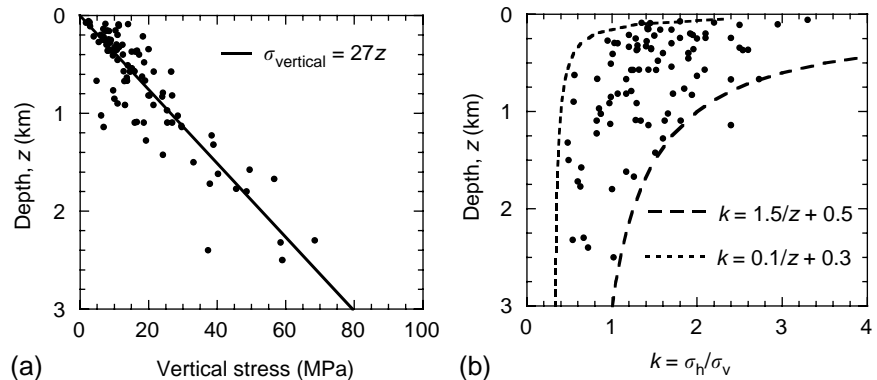 0
1
2
3
0
20
40
60
80
100
Depth, z (km)
Vertical stress (MPa)
σvertical = 27z
(a)
0
1
2
3
0
1
2
3
4
Depth, z (km)
k = σh/σv
k = 1.5/z + 0.5
k = 0.1/z + 0.3
(b)